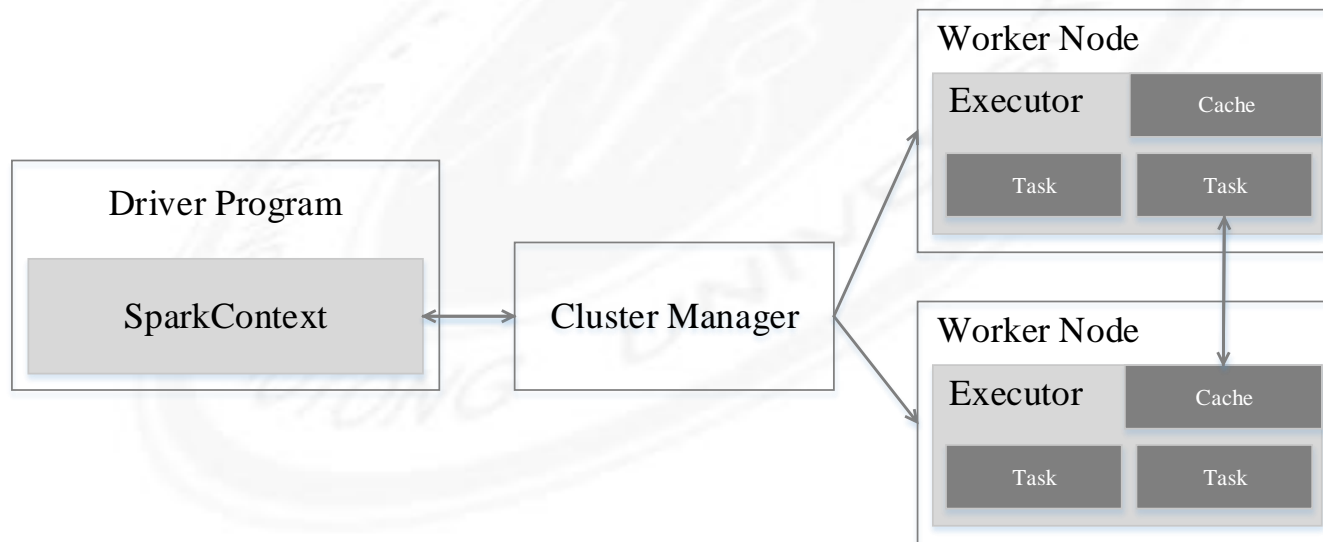 Driver Program
SparkContext
Cluster Manager
Worker Node
Executor
Cache
Task
Task
Worker Node
Executor
Cache
Task
Task